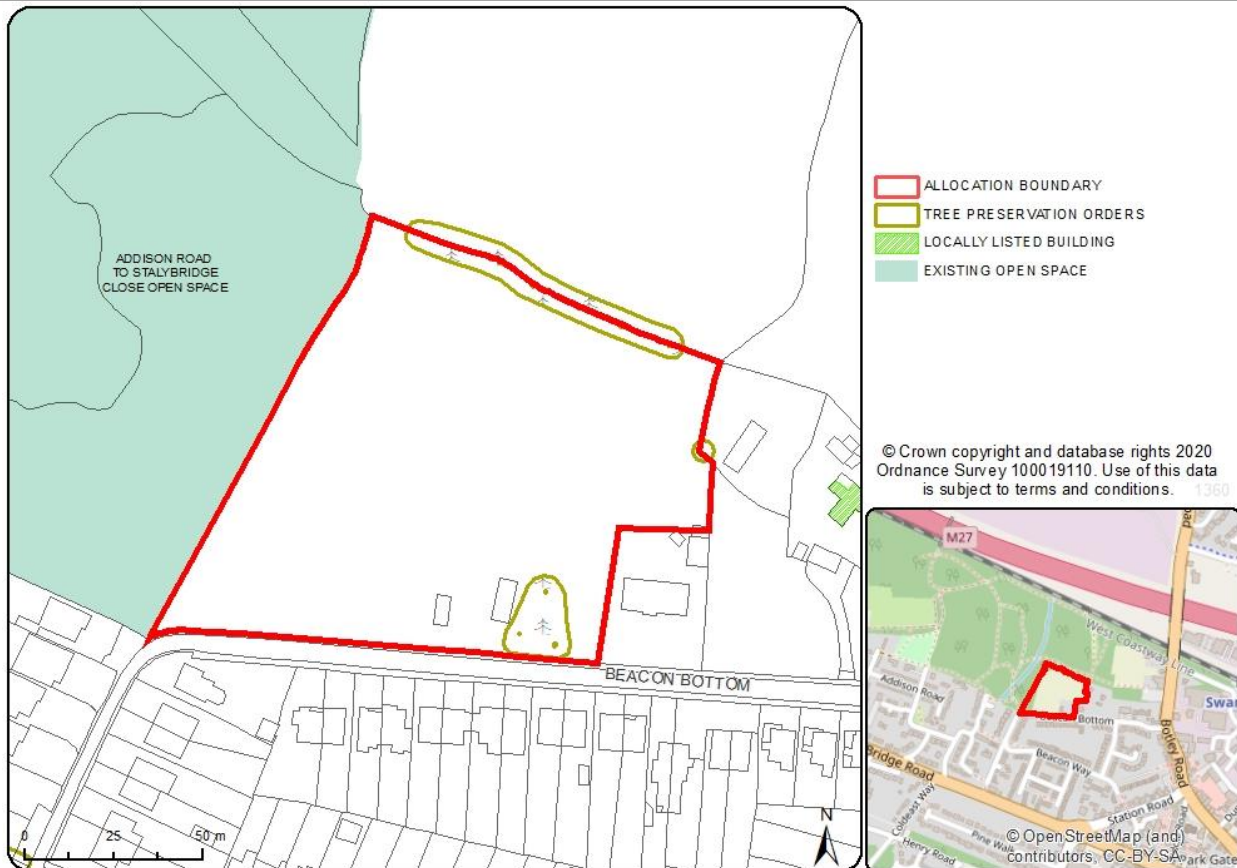 ADDISON ROAD
TO STALYBRIDGE
CLOSE OPEN SPACE
BEACON BOTTOM
0 25 50 m
N
ALLOCATION BOUNDARY
TREE PRESERVATION ORDERS
LOCALLY LISTED BUILDING
EXISTING OPEN SPACE
© Crown copyright and database rights 2020
Ordnance Survey 100019110. Use of this data
is subject to terms and conditions.
1360
M27
West Coastway Line
Addison Road
Bottom
Beacon Way
Botley Road
Bridge Road
Coldeast Way
Station Road
Pine Walk
Henry Road
Park Gate
© OpenStreetMap (and)
contributors, CC-BY-SA